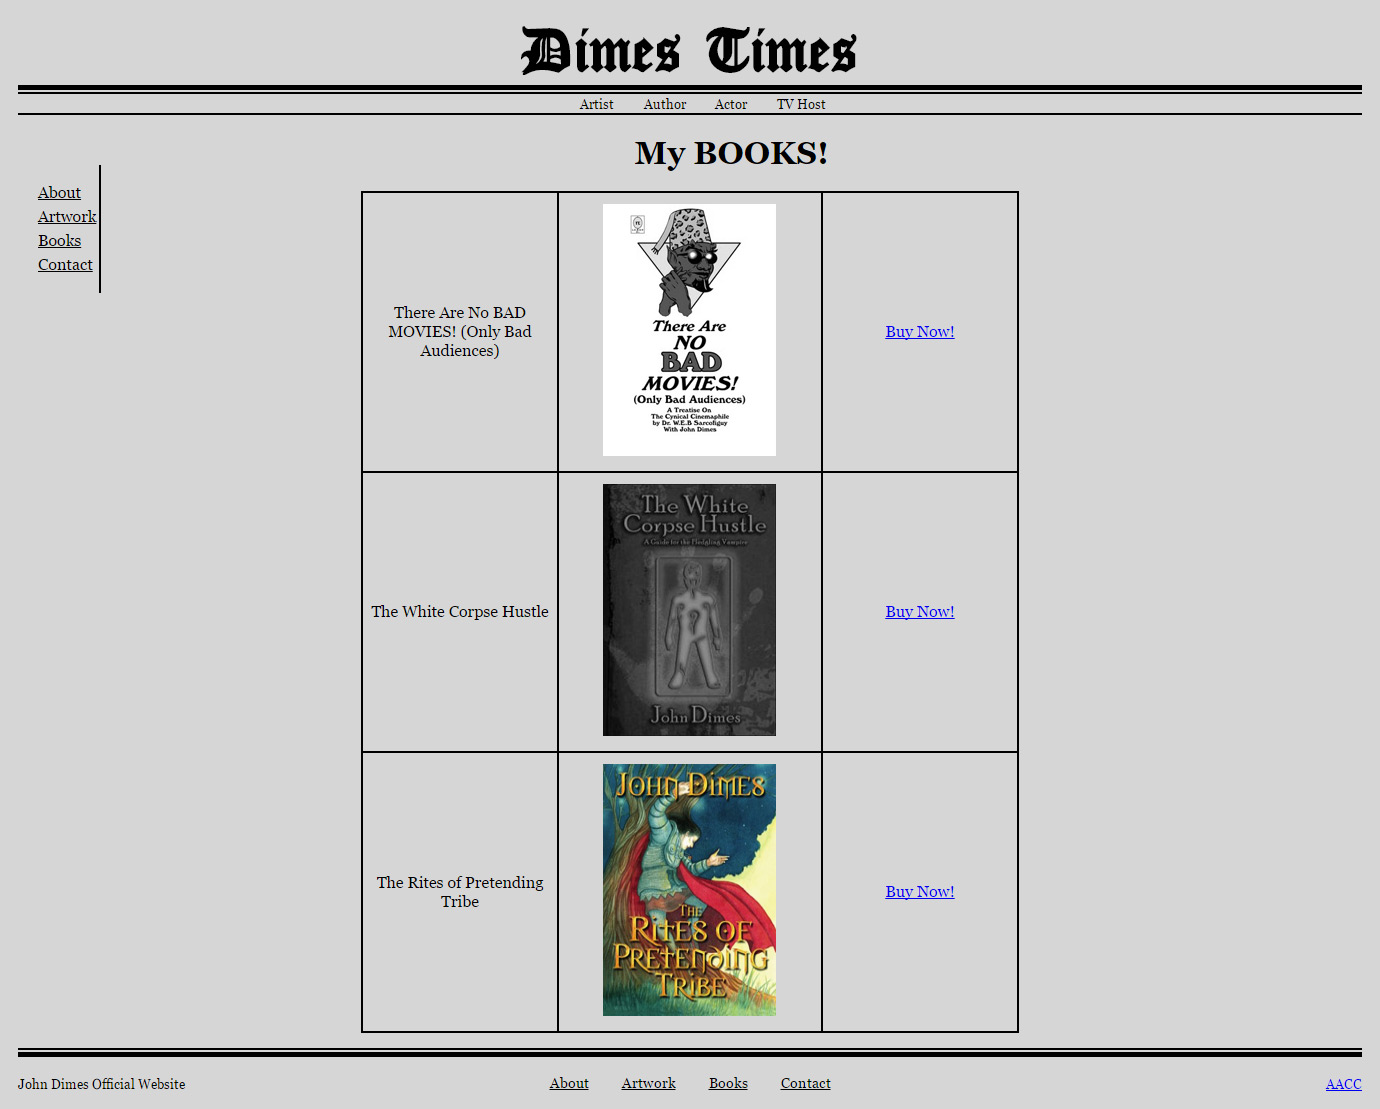 Dimes Times
Artist Author Actor TV Host
My BOOKS!
About
Artwork
Books
Contact
There Are No BAD
MOVIES! (Only Bad
Audiences)
There Are
NO
BAD
MOVIES!
(Only Bad Audiences)
A Treatise On
The Cynical Cinemaphile
by Dr. W.E.B Sarcofiguy
With John Dimes
Buy Now!
The White Corpse Hustle
The White
Corpse Hustle
A Guide for the Fledgling Vampire
John Dimes
Buy Now!
The Rites of Pretending
Tribe
JOHN DIMES
THE
RITES OF
PRETENDING
TRIBE
Buy Now!
John Dimes Official Website
About Artwork Books Contact
AACC